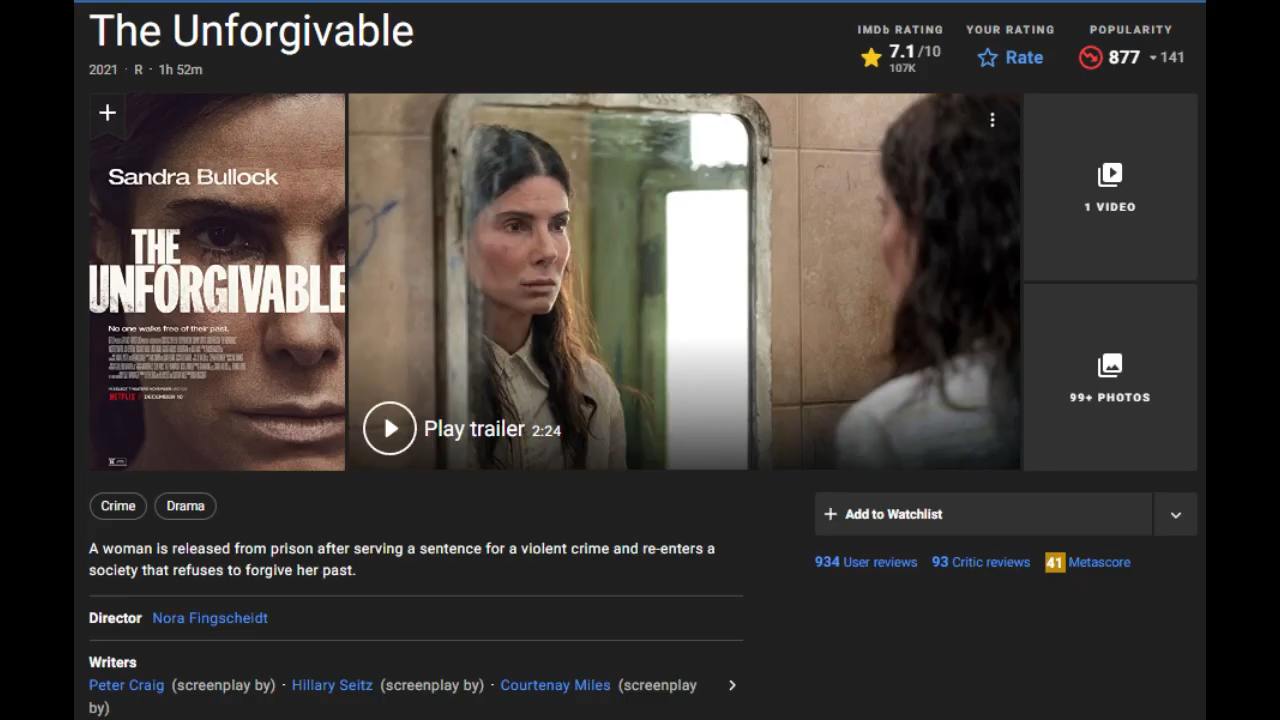 The Unforgivable
2021 · R · 1h 52m
IMDb RATING
7.1/10
107K
YOUR RATING
Rate
POPULARITY
877 141
Sandra Bullock
THE
UNFORGIVABLE
No one walks free of their past.
NETFLIX | DECEMBER 10
Play trailer 2:24
1 VIDEO
99+ PHOTOS
Crime
Drama
A woman is released from prison after serving a sentence for a violent crime and re-enters a
society that refuses to forgive her past.
+ Add to Watchlist
934 User reviews 93 Critic reviews 41 Metascore
Director Nora Fingscheidt
Writers
Peter Craig (screenplay by) · Hillary Seitz (screenplay by) · Courtenay Miles (screenplay
by)